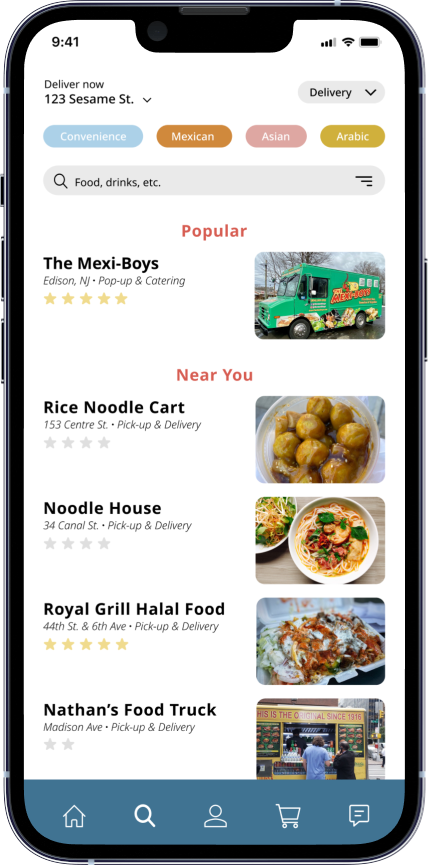 9:41
Deliver now
123 Sesame St.
Delivery
Convenience
Mexican
Asian
Arabic
Food, drinks, etc.
Popular
The Mexi-Boys
Edison, NJ • Pop-up & Catering
MEXI-BOYS
Near You
Rice Noodle Cart
153 Centre St. • Pick-up & Delivery
Noodle House
34 Canal St. • Pick-up & Delivery
Royal Grill Halal Food
44th St. & 6th Ave • Pick-up & Delivery
Nathan’s Food Truck
Madison Ave • Pick-up & Delivery
THIS IS THE ORIGINAL SINCE 1916